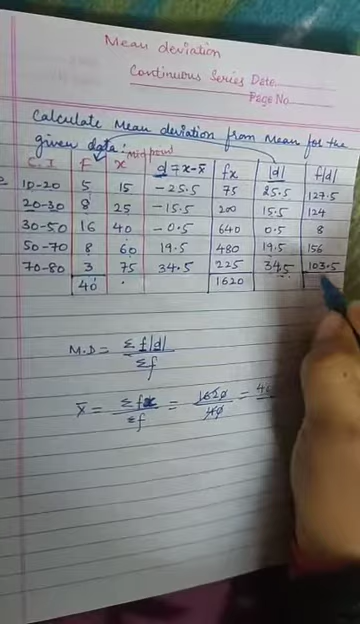 Mean deviation
Continuous Series Date
Page No
Calculate Mean deviation from Mean for the
given data: midpoint
C.I F x d=x-x̄ fx |d| f|d|
10-20 5 15 -25.5 75 25.5 127.5
20-30 8 25 -15.5 200 15.5 124
30-50 16 40 -0.5 640 0.5 8
50-70 8 60 19.5 480 19.5 156
70-80 3 75 34.5 225 34.5 103.5
40 1620
M.D = Σf|d| / Σf
x̄ = Σfx / Σf = 1620 / 40 =